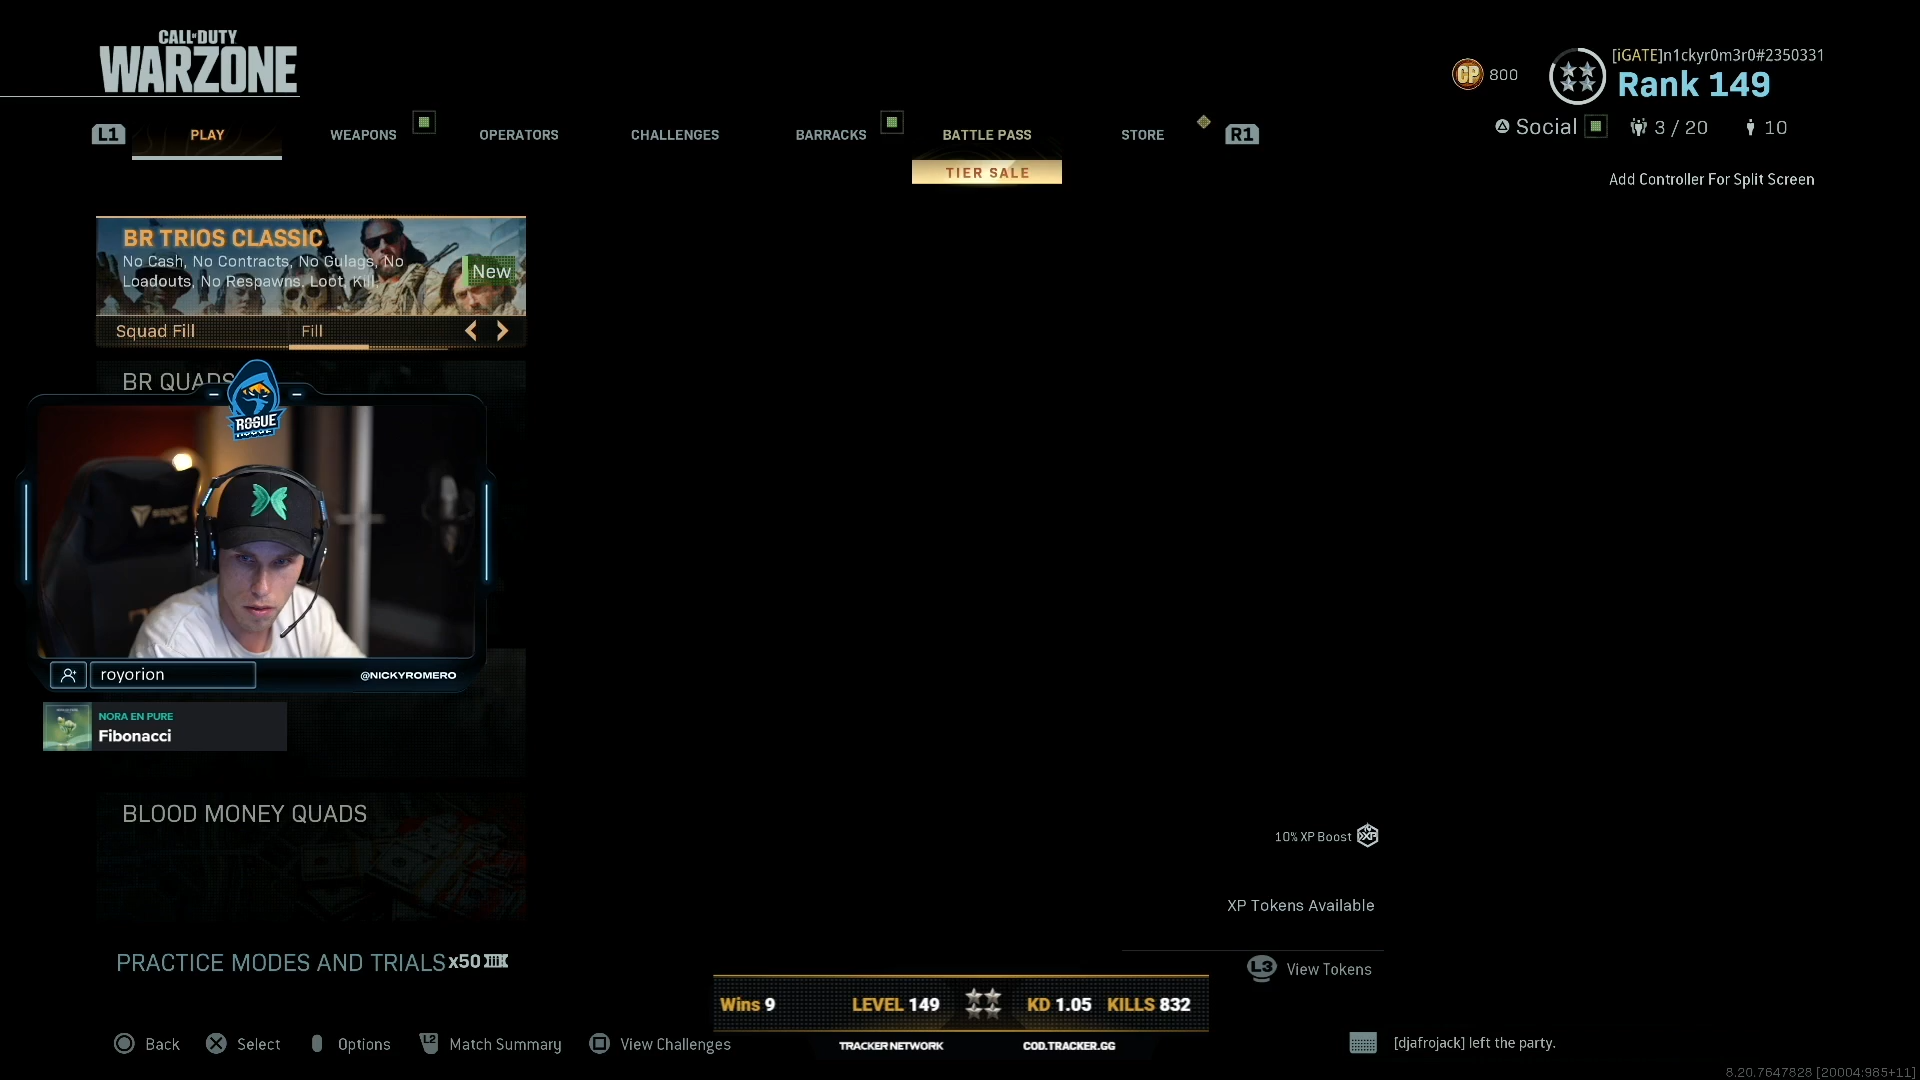 CALL OF DUTY
WARZONE
CP 800
[iGATE]n1ckyr0m3r0#2350331
Rank 149
L1
PLAY
WEAPONS
OPERATORS
CHALLENGES
BARRACKS
BATTLE PASS
STORE
R1
Social
3 / 20
10
TIER SALE
Add Controller For Split Screen
BR TRIOS CLASSIC
No Cash, No Contracts, No Gulags, No
Loadouts, No Respawns. Loot. Kill.
New
Squad Fill
Fill
BR QUADS
ROGUE
royorion
@NICKYROMERO
NORA EN PURE
Fibonacci
BLOOD MONEY QUADS
10% XP Boost
XP Tokens Available
PRACTICE MODES AND TRIALS x50
L3 View Tokens
Wins 9
LEVEL 149
KD 1.05
KILLS 832
Back
Select
Options
L2 Match Summary
View Challenges
TRACKER NETWORK
COD.TRACKER.GG
[djafrojack] left the party.
8.20.7647828 [20004:985+11]